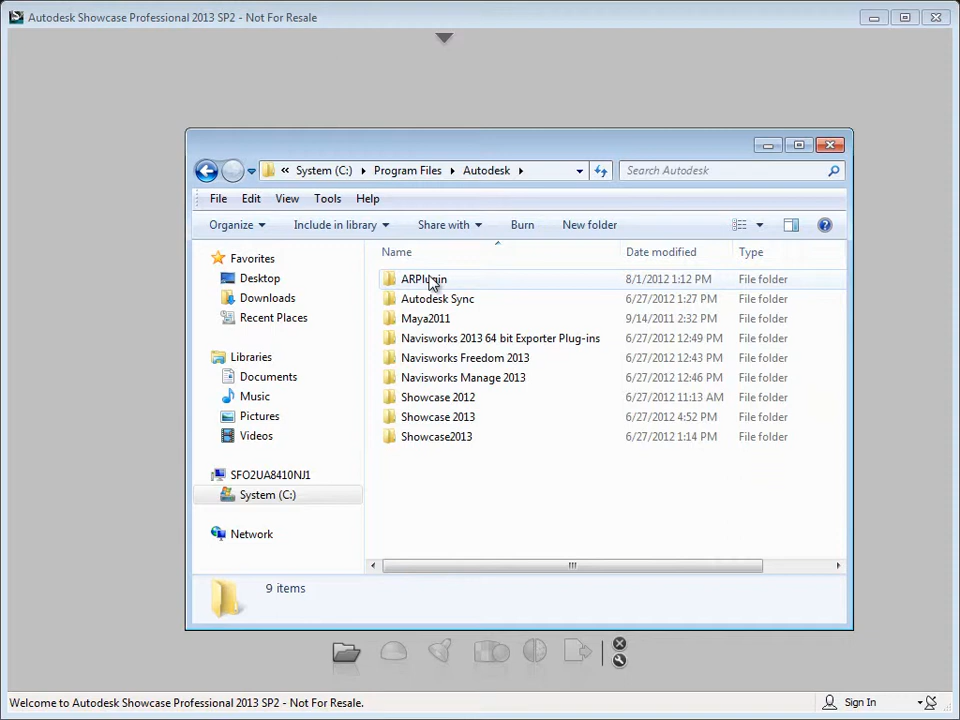 Autodesk Showcase Professional 2013 SP2 - Not For Resale
« System (C:) Program Files Autodesk
Search Autodesk
File Edit View Tools Help
Organize Include in library Share with Burn New folder
Name Date modified Type
Favorites
Desktop
Downloads
Recent Places
Libraries
Documents
Music
Pictures
Videos
SFO2UA8410NJ1
System (C:)
Network
ARPlugin 8/1/2012 1:12 PM File folder
Autodesk Sync 6/27/2012 1:27 PM File folder
Maya2011 9/14/2011 2:32 PM File folder
Navisworks 2013 64 bit Exporter Plug-ins 6/27/2012 12:49 PM File folder
Navisworks Freedom 2013 6/27/2012 12:43 PM File folder
Navisworks Manage 2013 6/27/2012 12:46 PM File folder
Showcase 2012 6/27/2012 11:13 AM File folder
Showcase 2013 6/27/2012 4:52 PM File folder
Showcase2013 6/27/2012 1:14 PM File folder
9 items
Welcome to Autodesk Showcase Professional 2013 SP2 - Not For Resale.
Sign In